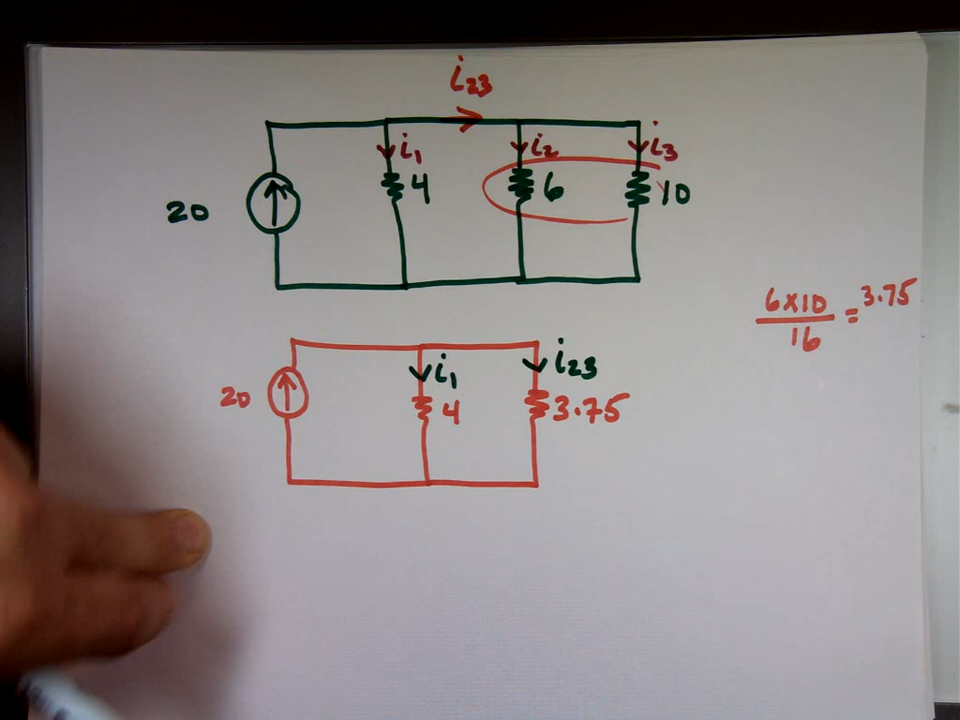 i23
i1 i2 i3
20 4 6 10
6x10 = 3.75
16
i1 i23
20 4 3.75